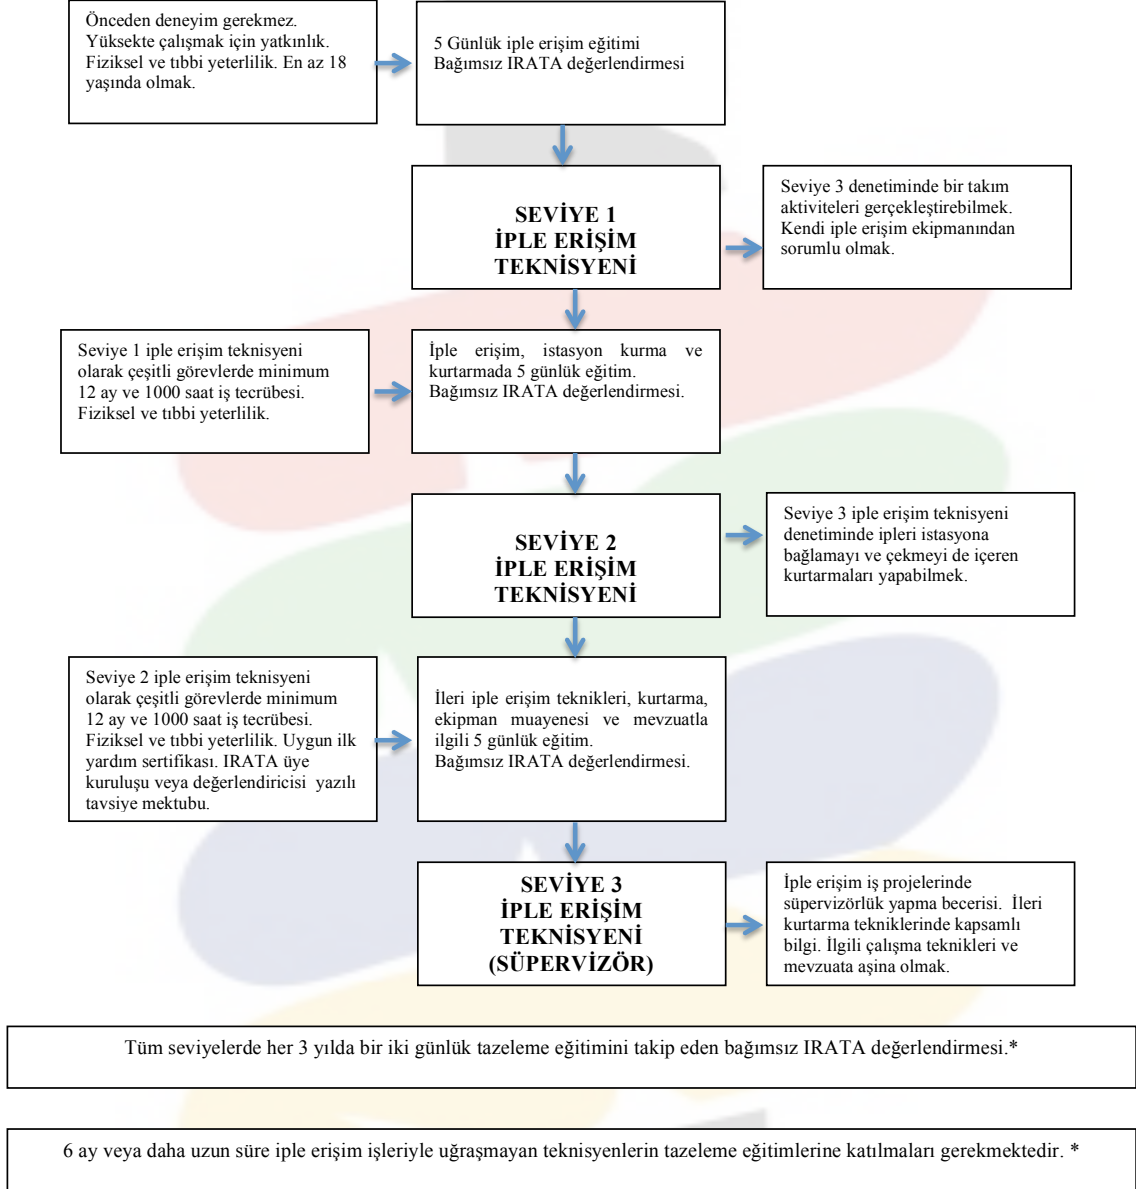 Önceden deneyim gerekmez.
Yüksekte çalışmak için yatkınlık.
Fiziksel ve tıbbi yeterlilik. En az 18
yaşında olmak.
5 Günlük iple erişim eğitimi
Bağımsız IRATA değerlendirmesi
SEVİYE 1
İPLE ERİŞİM
TEKNİSYENİ
Seviye 3 denetiminde bir takım
aktiviteleri gerçekleştirebilmek.
Kendi iple erişim ekipmanından
sorumlu olmak.
Seviye 1 iple erişim teknisyeni
olarak çeşitli görevlerde minimum
12 ay ve 1000 saat iş tecrübesi.
Fiziksel ve tıbbi yeterlilik.
İple erişim, istasyon kurma ve
kurtarmada 5 günlük eğitim.
Bağımsız IRATA değerlendirmesi.
SEVİYE 2
İPLE ERİŞİM
TEKNİSYENİ
Seviye 3 iple erişim teknisyeni
denetiminde ipleri istasyona
bağlamayı ve çekmeyi de içeren
kurtarmaları yapabilmek.
Seviye 2 iple erişim teknisyeni
olarak çeşitli görevlerde minimum
12 ay ve 1000 saat iş tecrübesi.
Fiziksel ve tıbbi yeterlilik. Uygun ilk
yardım sertifikası. IRATA üye
kuruluşu veya değerlendiricisi yazılı
tavsiye mektubu.
İleri iple erişim teknikleri, kurtarma,
ekipman muayenesi ve mevzuatla
ilgili 5 günlük eğitim.
Bağımsız IRATA değerlendirmesi.
SEVİYE 3
İPLE ERİŞİM
TEKNİSYENİ
(SÜPERVİZÓR)
İple erişim iş projelerinde
süpervizórlük yapma becerisi. İleri
kurtarma tekniklerinde kapsamlı
bilgi. İlgili çalışma teknikleri ve
mevzuata aşina olmak.
Tüm seviyelerde her 3 yılda bir iki günlük tazeleme eğitimini takip eden bağımsız IRATA değerlendirmesi.*
6 ay veya daha uzun süre iple erişim işleriyle uğraşmayan teknisyenlerin tazeleme eğitimlerine katılmaları gerekmektedir. *